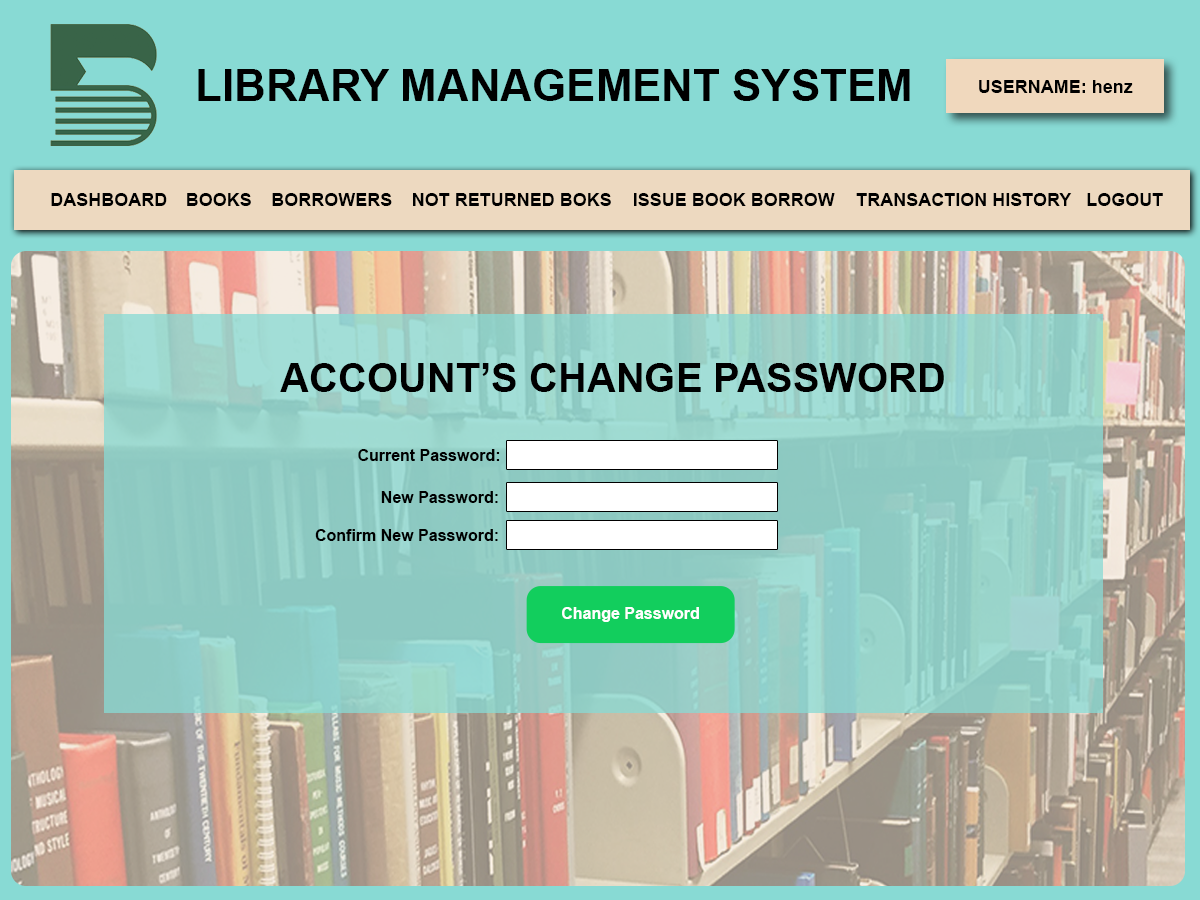 LIBRARY MANAGEMENT SYSTEM
USERNAME: henz
DASHBOARD BOOKS BORROWERS NOT RETURNED BOKS ISSUE BOOK BORROW TRANSACTION HISTORY LOGOUT
ACCOUNT’S CHANGE PASSWORD
Current Password:
New Password:
Confirm New Password:
Change Password